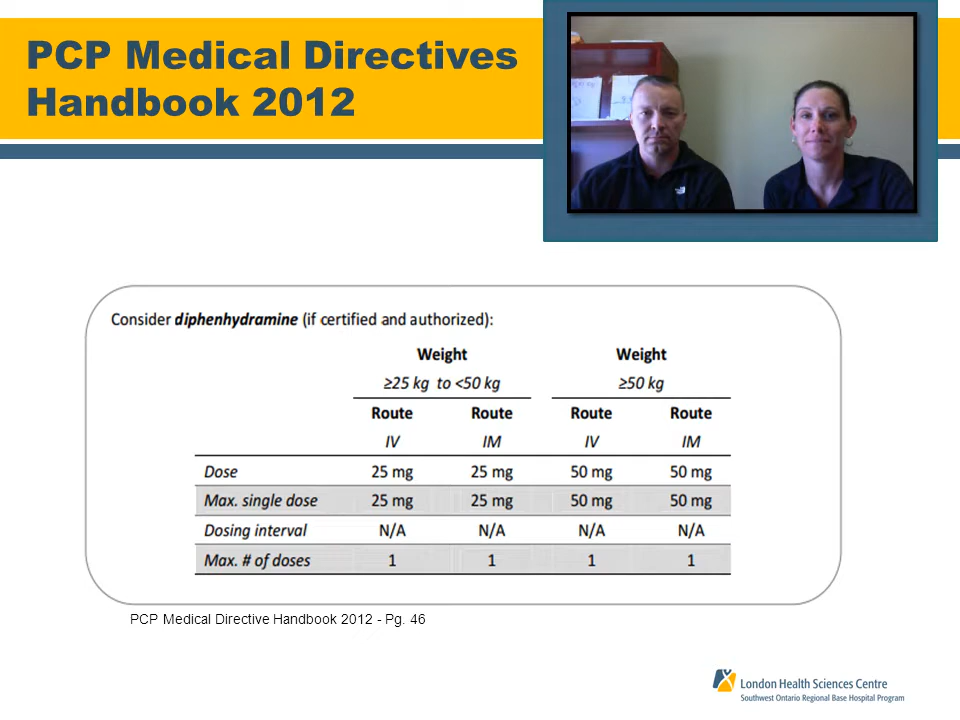 PCP Medical Directives
Handbook 2012
Consider diphenhydramine (if certified and authorized):
Weight Weight
≥25 kg to <50 kg ≥50 kg
Route Route Route Route
IV IM IV IM
Dose 25 mg 25 mg 50 mg 50 mg
Max. single dose 25 mg 25 mg 50 mg 50 mg
Dosing interval N/A N/A N/A N/A
Max. # of doses 1 1 1 1
PCP Medical Directive Handbook 2012 - Pg. 46
London Health Sciences Centre
Southwest Ontario Regional Base Hospital Program